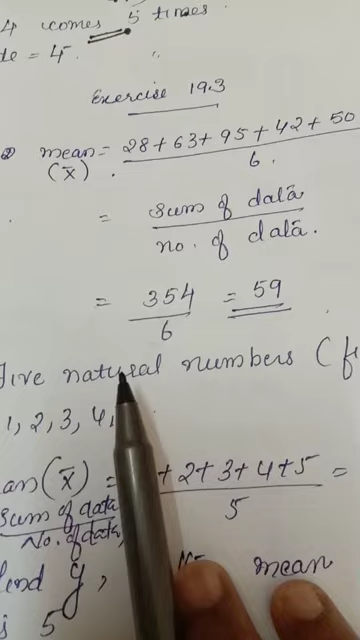 4 comes 5 times.
= 4.
Exercise 19.3
mean = 28+63+95+42+50
(x̄) . 6.
= Sum of data
no. of data.
= 354 = 59
6
Five natural numbers (
1, 2, 3, 4,
(x̄) = + 2+3+4+5 =
Sum of data 5
No. of data
find y, mean
5